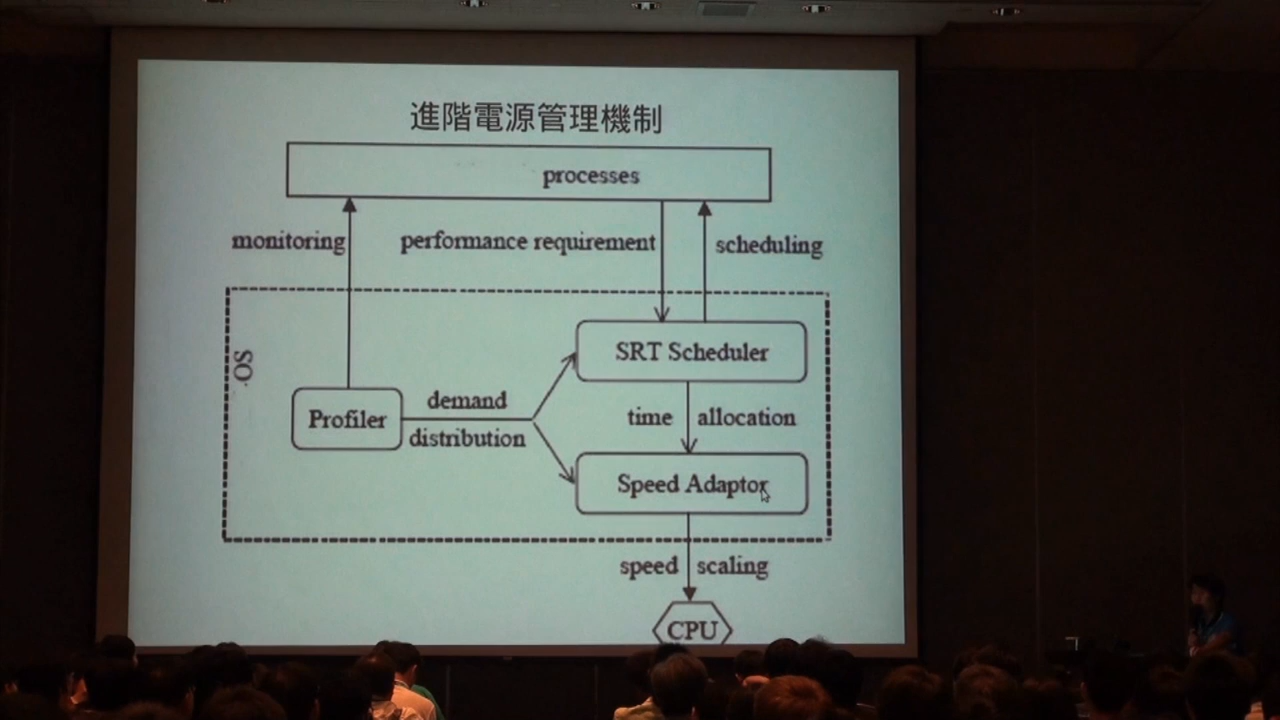 進階電源管理機制
processes
monitoring
performance requirement
scheduling
OS
SRT Scheduler
Profiler
demand
distribution
time allocation
Speed Adaptor
speed scaling
CPU